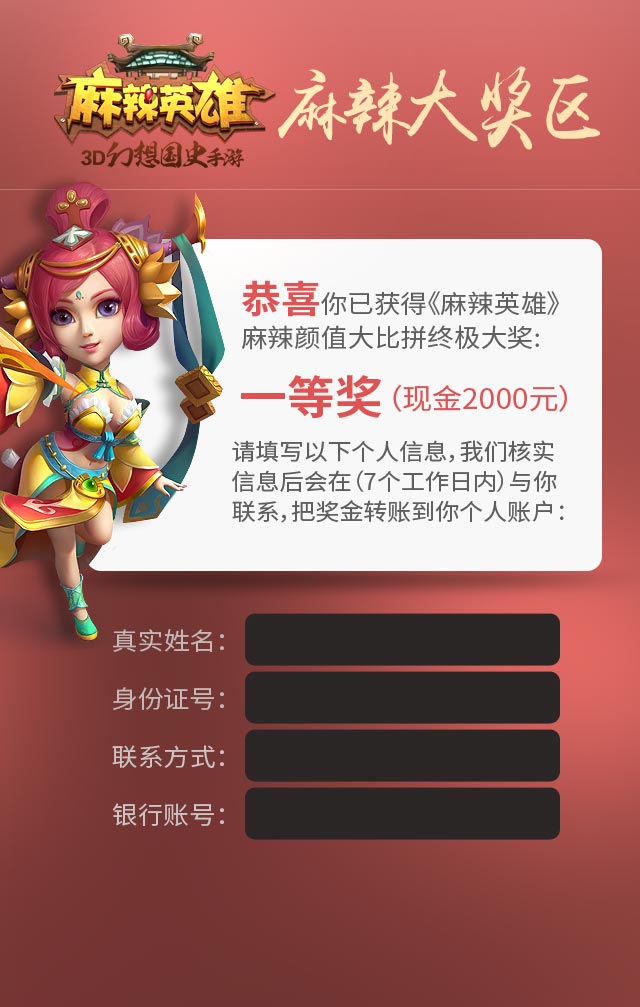 麻辣英雄
3D幻想国史手游
麻辣大奖区
恭喜你已获得《麻辣英雄》
麻辣颜值大比拼终极大奖:
一等奖（现金2000元）
请填写以下个人信息，我们核实
信息后会在（7个工作日内）与你
联系，把奖金转账到你个人账户：
真实姓名：
身份证号：
联系方式：
银行账号：